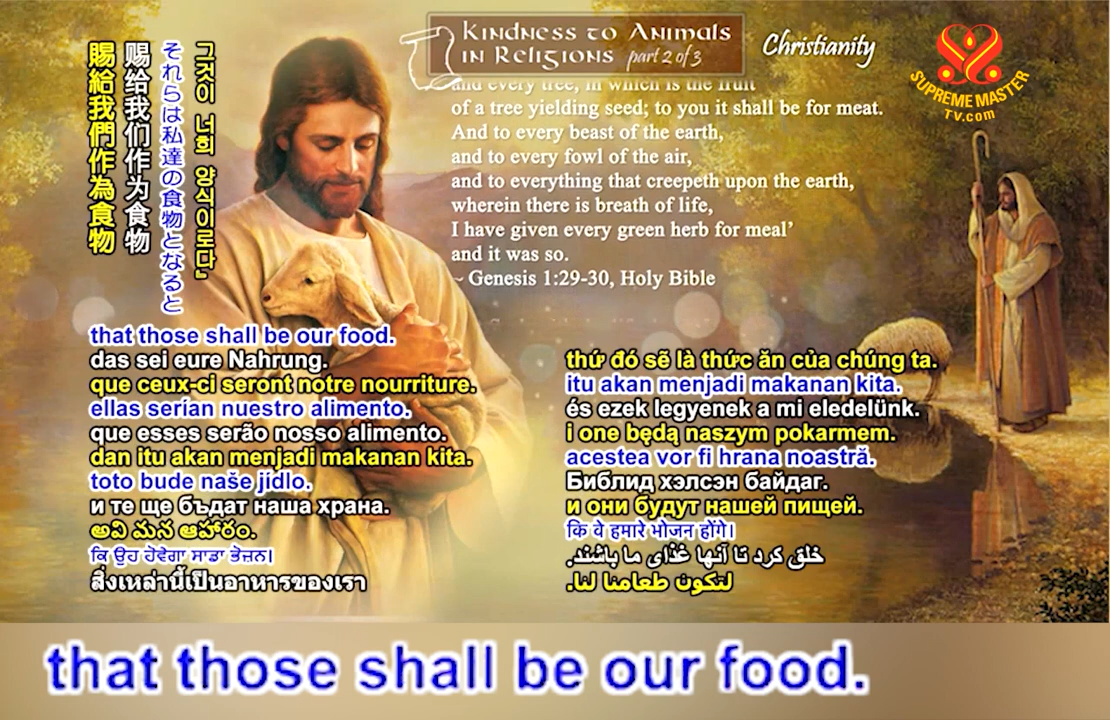 Kindness to Animals
in Religions part 2 of 3
Christianity
SUPREME MASTER
TV.com
and every tree, in which is the fruit
of a tree yielding seed; to you it shall be for meat.
And to every beast of the earth,
and to every fowl of the air,
and to everything that creepeth upon the earth,
wherein there is breath of life,
I have given every green herb for meal’
and it was so.
~ Genesis 1:29-30, Holy Bible
그것이 너희 양식이로다』
それらは私達の食物となると
赐给我们作为食物
賜給我們作為食物
that those shall be our food.
das sei eure Nahrung.
que ceux-ci seront notre nourriture.
ellas serían nuestro alimento.
que esses serão nosso alimento.
dan itu akan menjadi makanan kita.
toto bude naše jídlo.
и те ще бъдат наша храна.
అవి మన ఆహారం.
ਕਿ ਉਹ ਹੋਵੇਗਾ ਸਾਡਾ ਭੋਜਨ।
สิ่งเหล่านี้เป็นอาหารของเรา
thứ đó sẽ là thức ăn của chúng ta.
itu akan menjadi makanan kita.
és ezek legyenek a mi eledelünk.
i one będą naszym pokarmem.
acestea vor fi hrana noastră.
Библид хэлсэн байдаг.
и они будут нашей пищей.
कि वे हमारे भोजन होंगे।
خلق کرد تا آنها غذای ما باشند.
لتكون طعامنا لنا.
that those shall be our food.